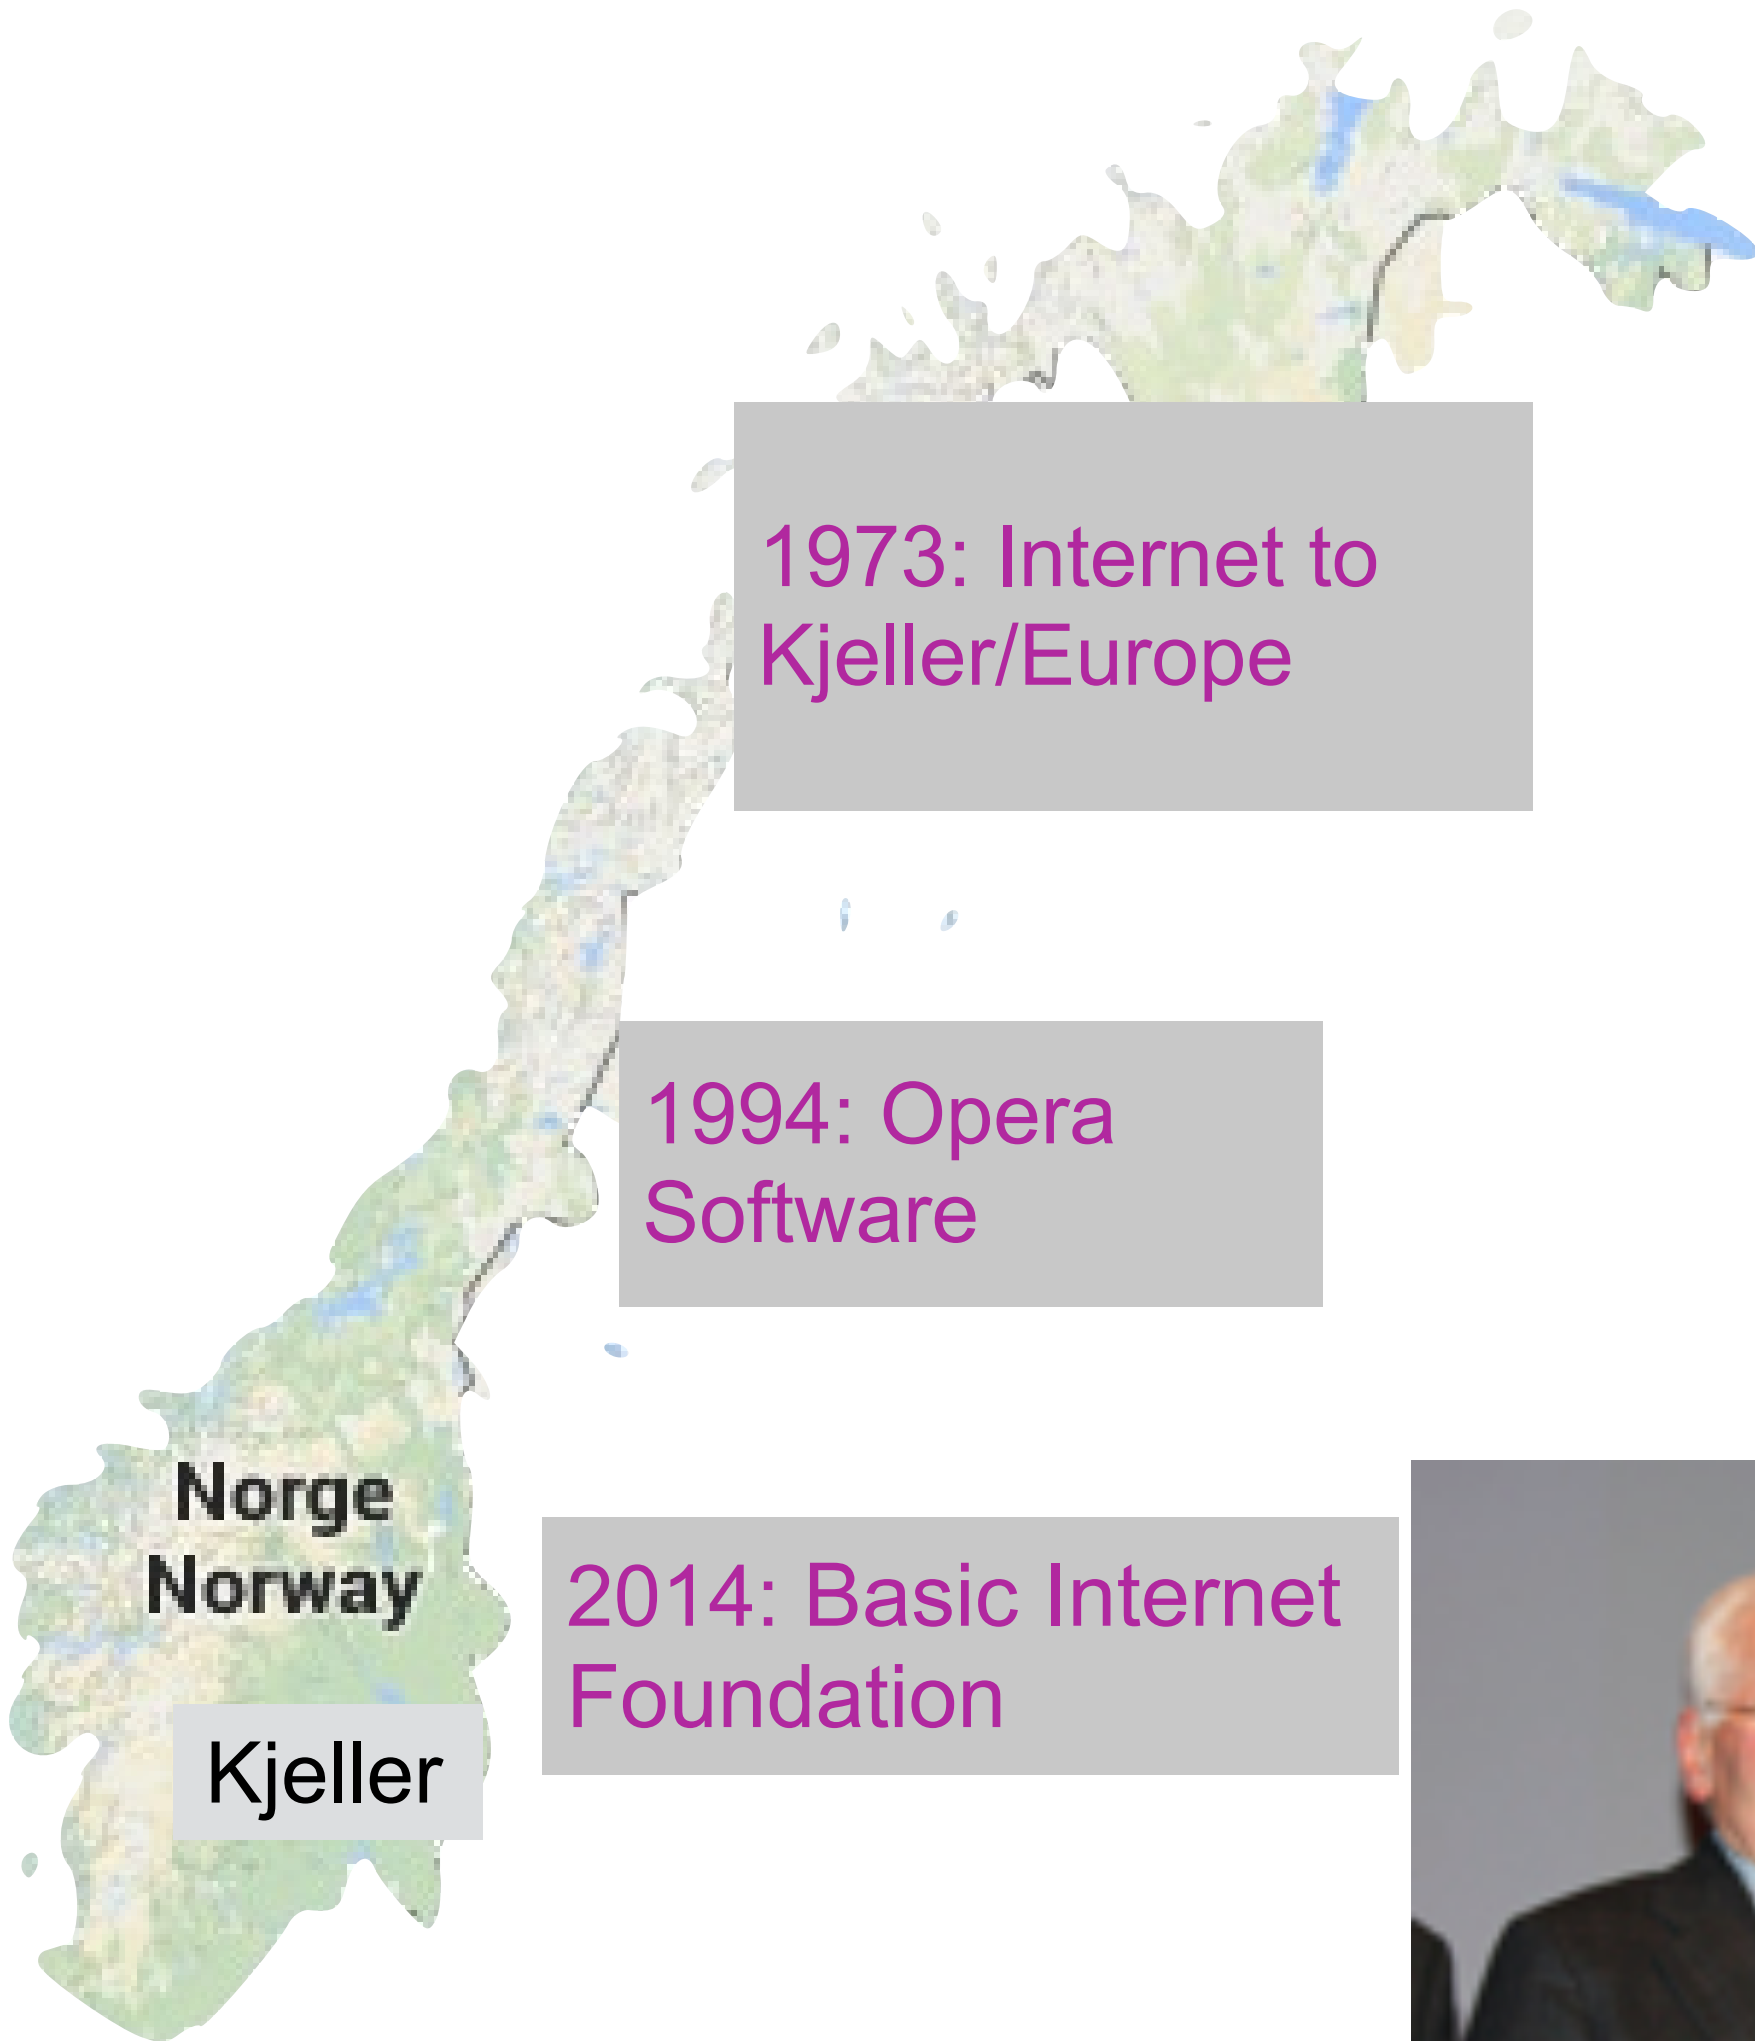 1973: Internet to
Kjeller/Europe
1994: Opera
Software
Norge
Norway
2014: Basic Internet
Foundation
Kjeller